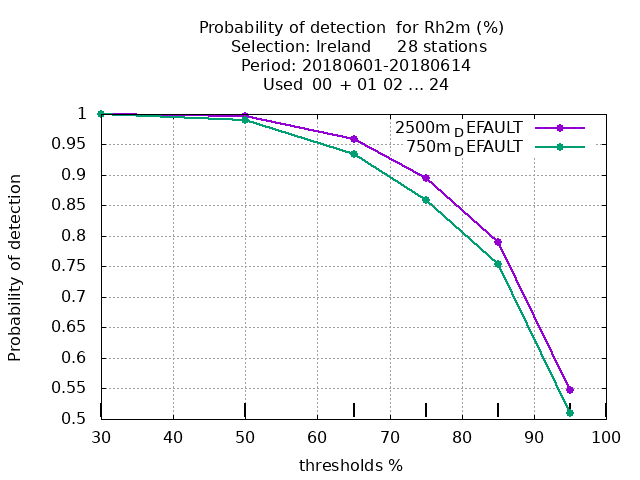 Probability of detection  for Rh2m (%)
Selection: Ireland     28 stations
Period: 20180601-20180614
Used  00  + 01 02 ... 24
2500m_DEFAULT
750m_DEFAULT
Probability of detection
1
0.95
0.9
0.85
0.8
0.75
0.7
0.65
0.6
0.55
0.5
30 40 50 60 70 80 90 100
thresholds %